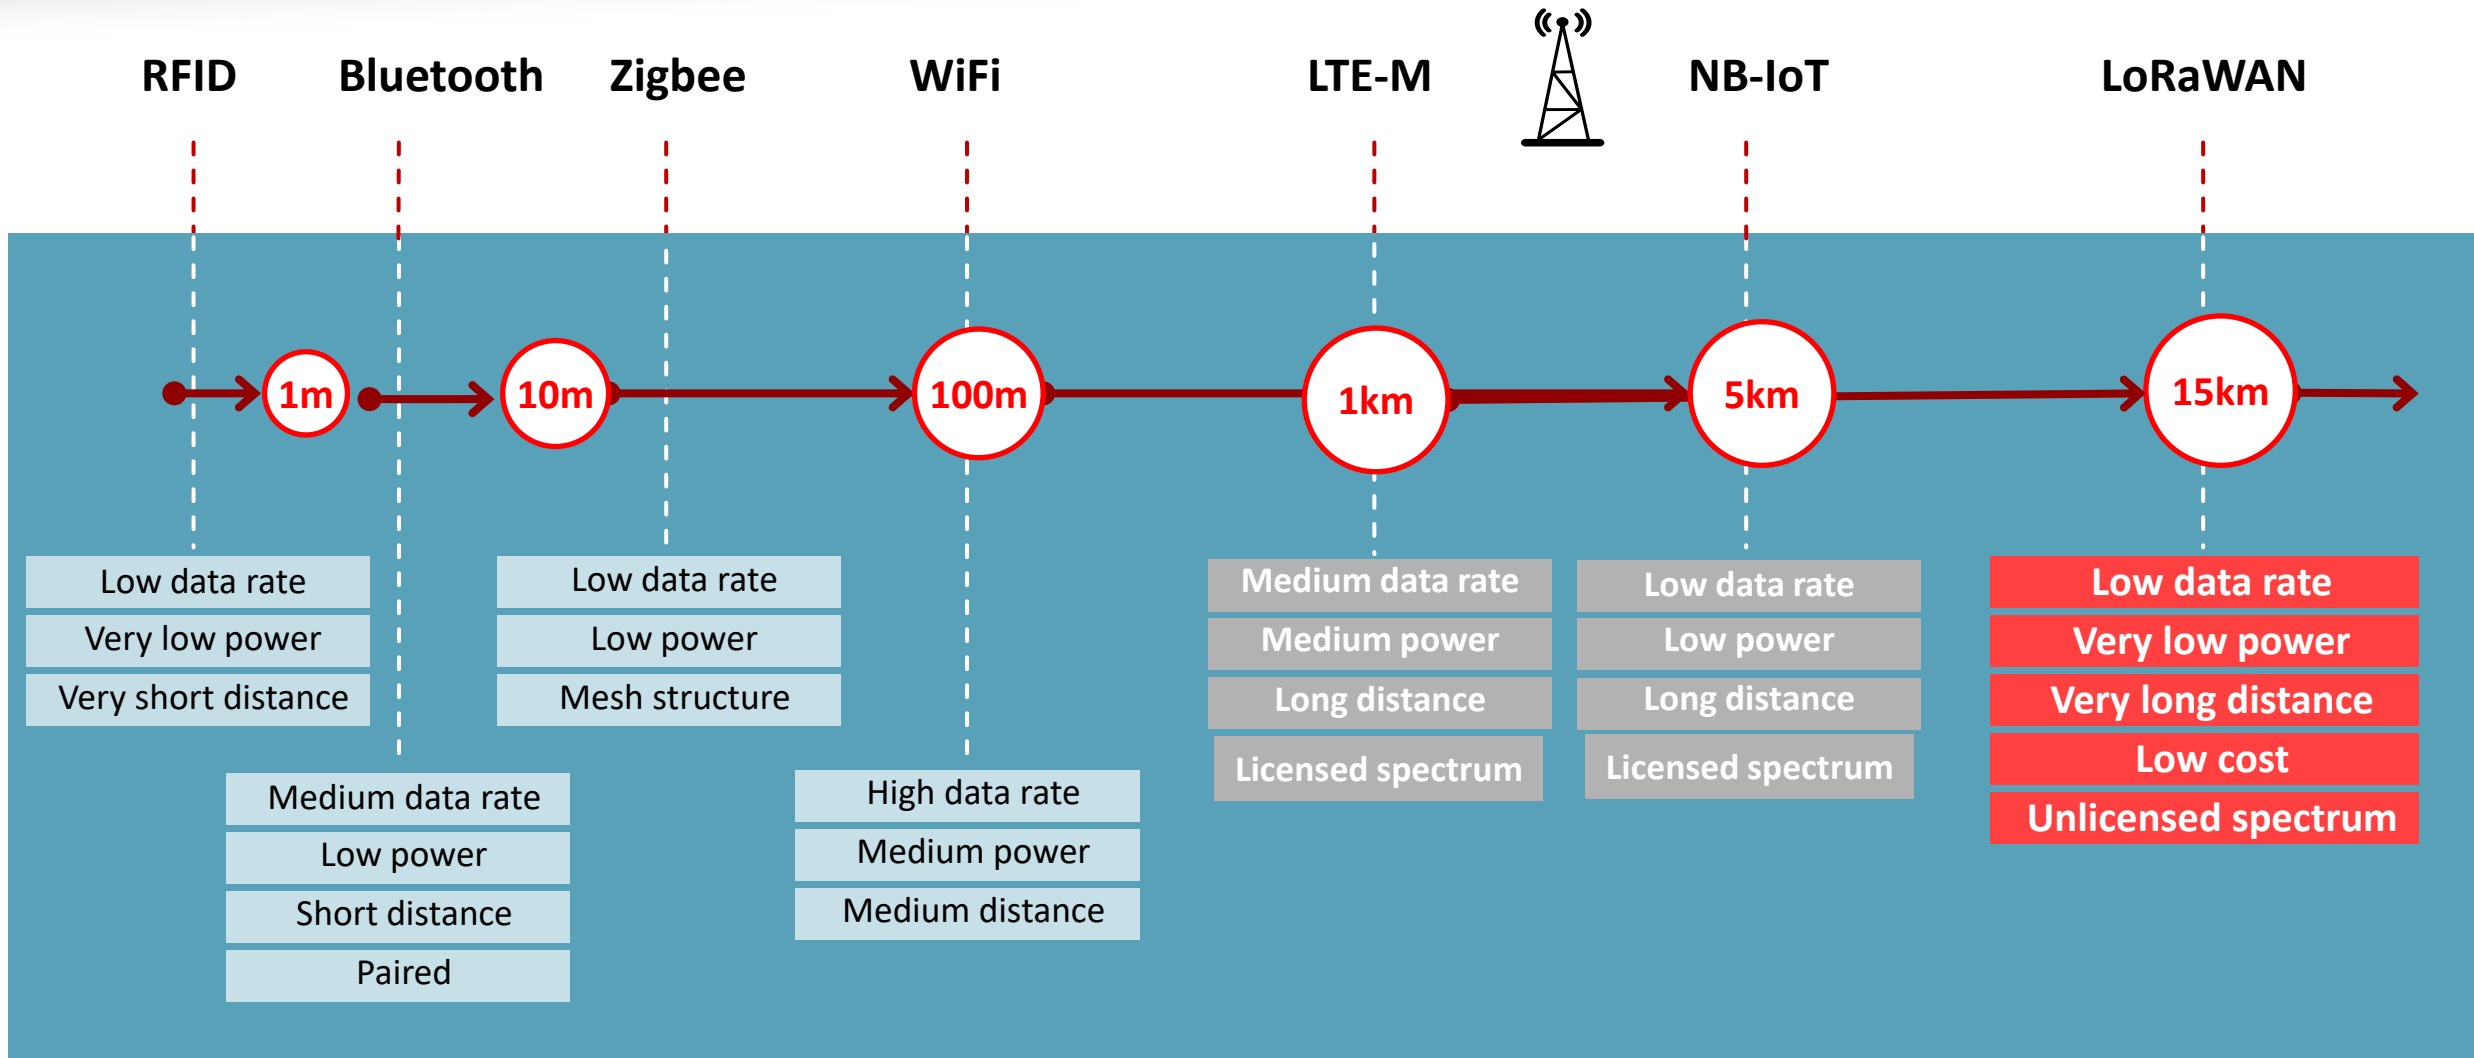 RFID
Bluetooth
Zigbee
WiFi
LTE-M
NB-IoT
LoRaWAN
1m
10m
100m
1km
5km
15km
Low data rate
Very low power
Very short distance
Medium data rate
Low power
Short distance
Paired
Low data rate
Low power
Mesh structure
High data rate
Medium power
Medium distance
Medium data rate
Medium power
Long distance
Licensed spectrum
Low data rate
Low power
Long distance
Licensed spectrum
Low data rate
Very low power
Very long distance
Low cost
Unlicensed spectrum